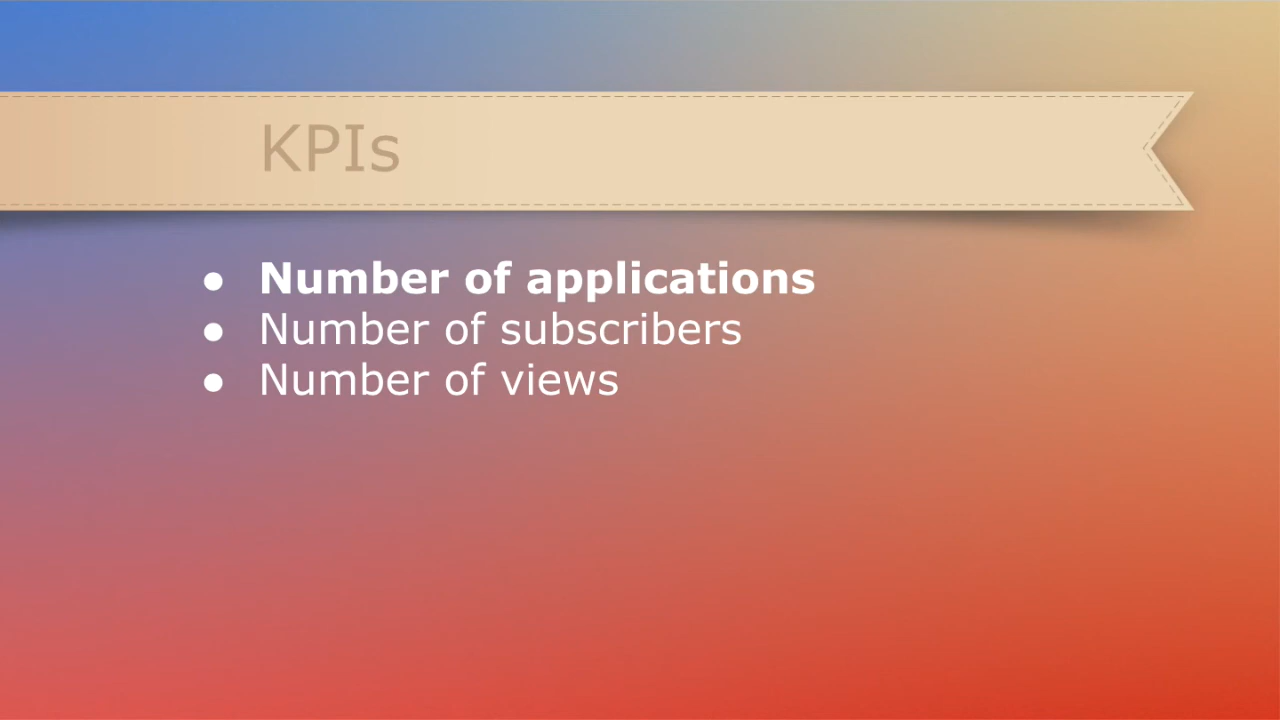 KPIs
● Number of applications
● Number of subscribers
● Number of views